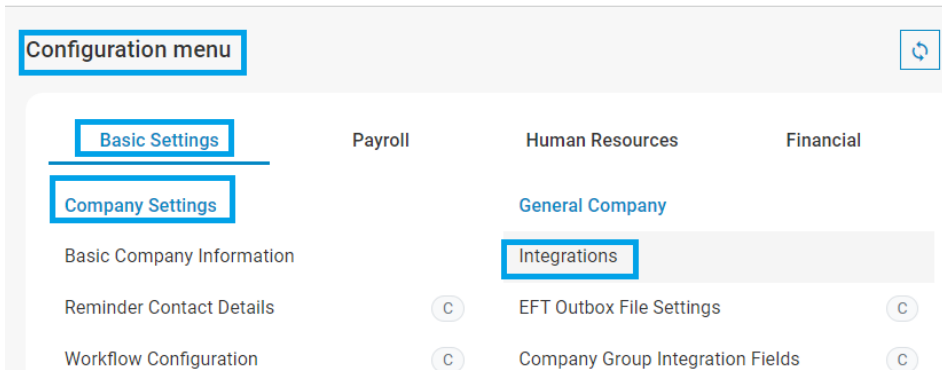 Configuration menu
Basic Settings Payroll Human Resources Financial
Company Settings General Company
Basic Company Information Integrations
Reminder Contact Details C EFT Outbox File Settings C
Workflow Configuration C Company Group Integration Fields C